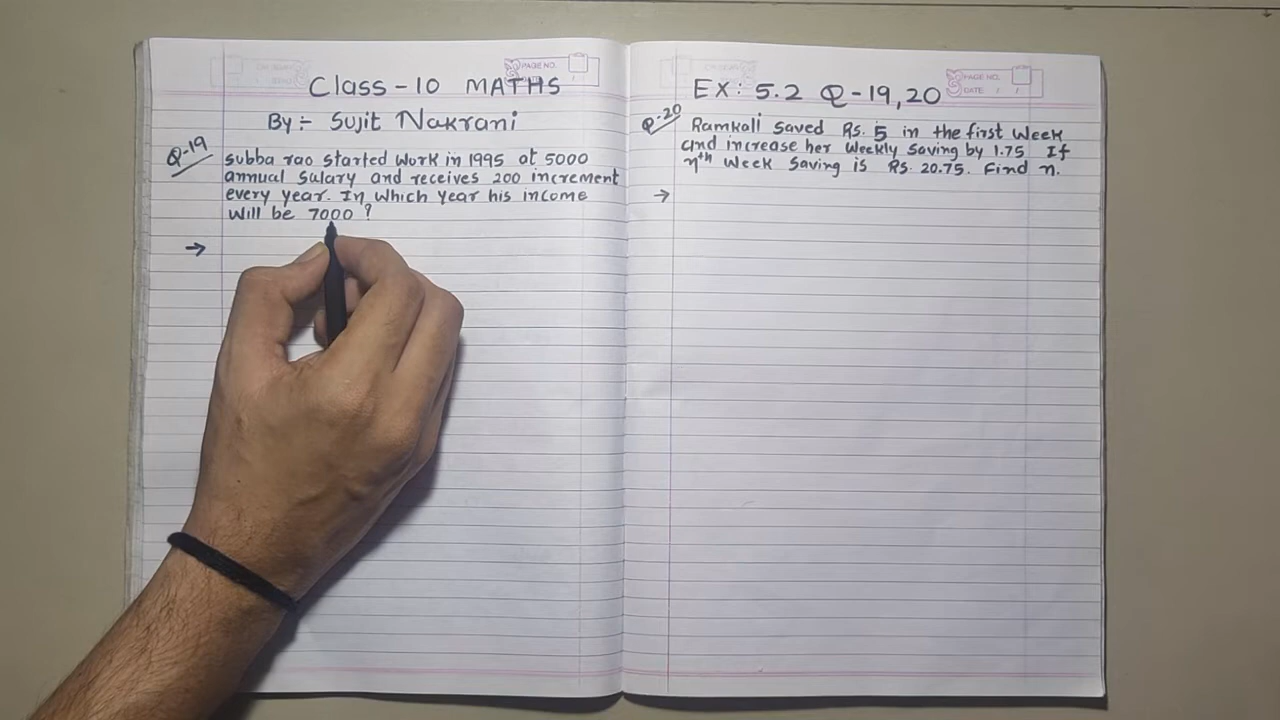 Class-10 MATHS
By:- Sujit Nakrani
Q-19
Subba rao started work in 1995 at 5000
annual salary and receives 200 increment
every year. In which year his income
will be 7000 ?
→
PAGE NO.
DATE / /
EX: 5.2 Q-19,20
Q-20
Ramkali saved Rs. 5 in the first week
and increase her weekly saving by 1.75 If
nth week saving is Rs. 20.75. Find n.
→